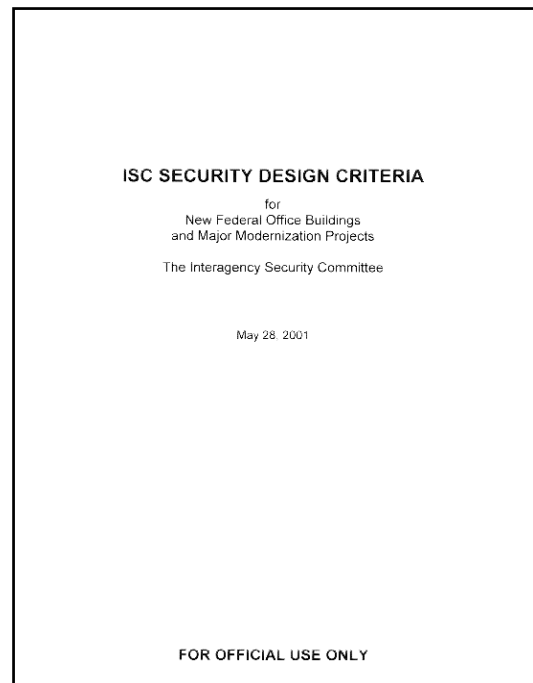 ISC SECURITY DESIGN CRITERIA
for
New Federal Office Buildings
and Major Modernization Projects
The Interagency Security Committee
May 28, 2001
FOR OFFICIAL USE ONLY